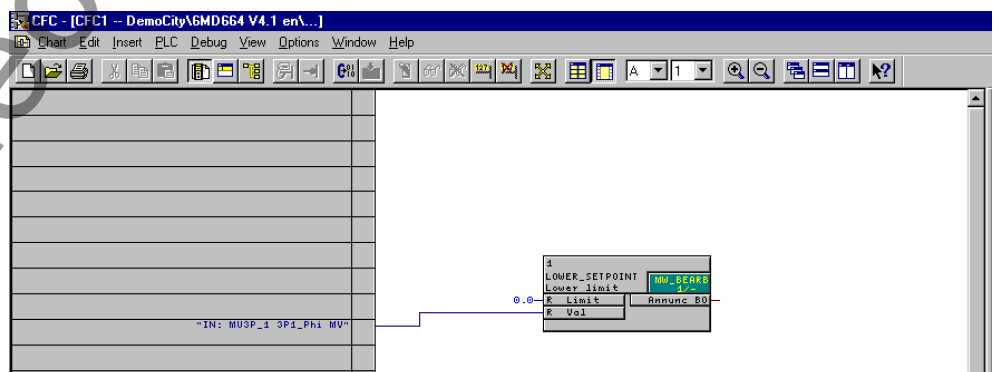 CFC - [CFC1 -- DemoCity\6MD664 V4.1 en\...]
Chart Edit Insert PLC Debug View Options Window Help
A 1
1
LOWER_SETPOINT
Lower limit
MW_BEARB
1/-
0.0 R Limit Annunc BO
R Val
"IN: MU3P_1 3P1_Phi MV"